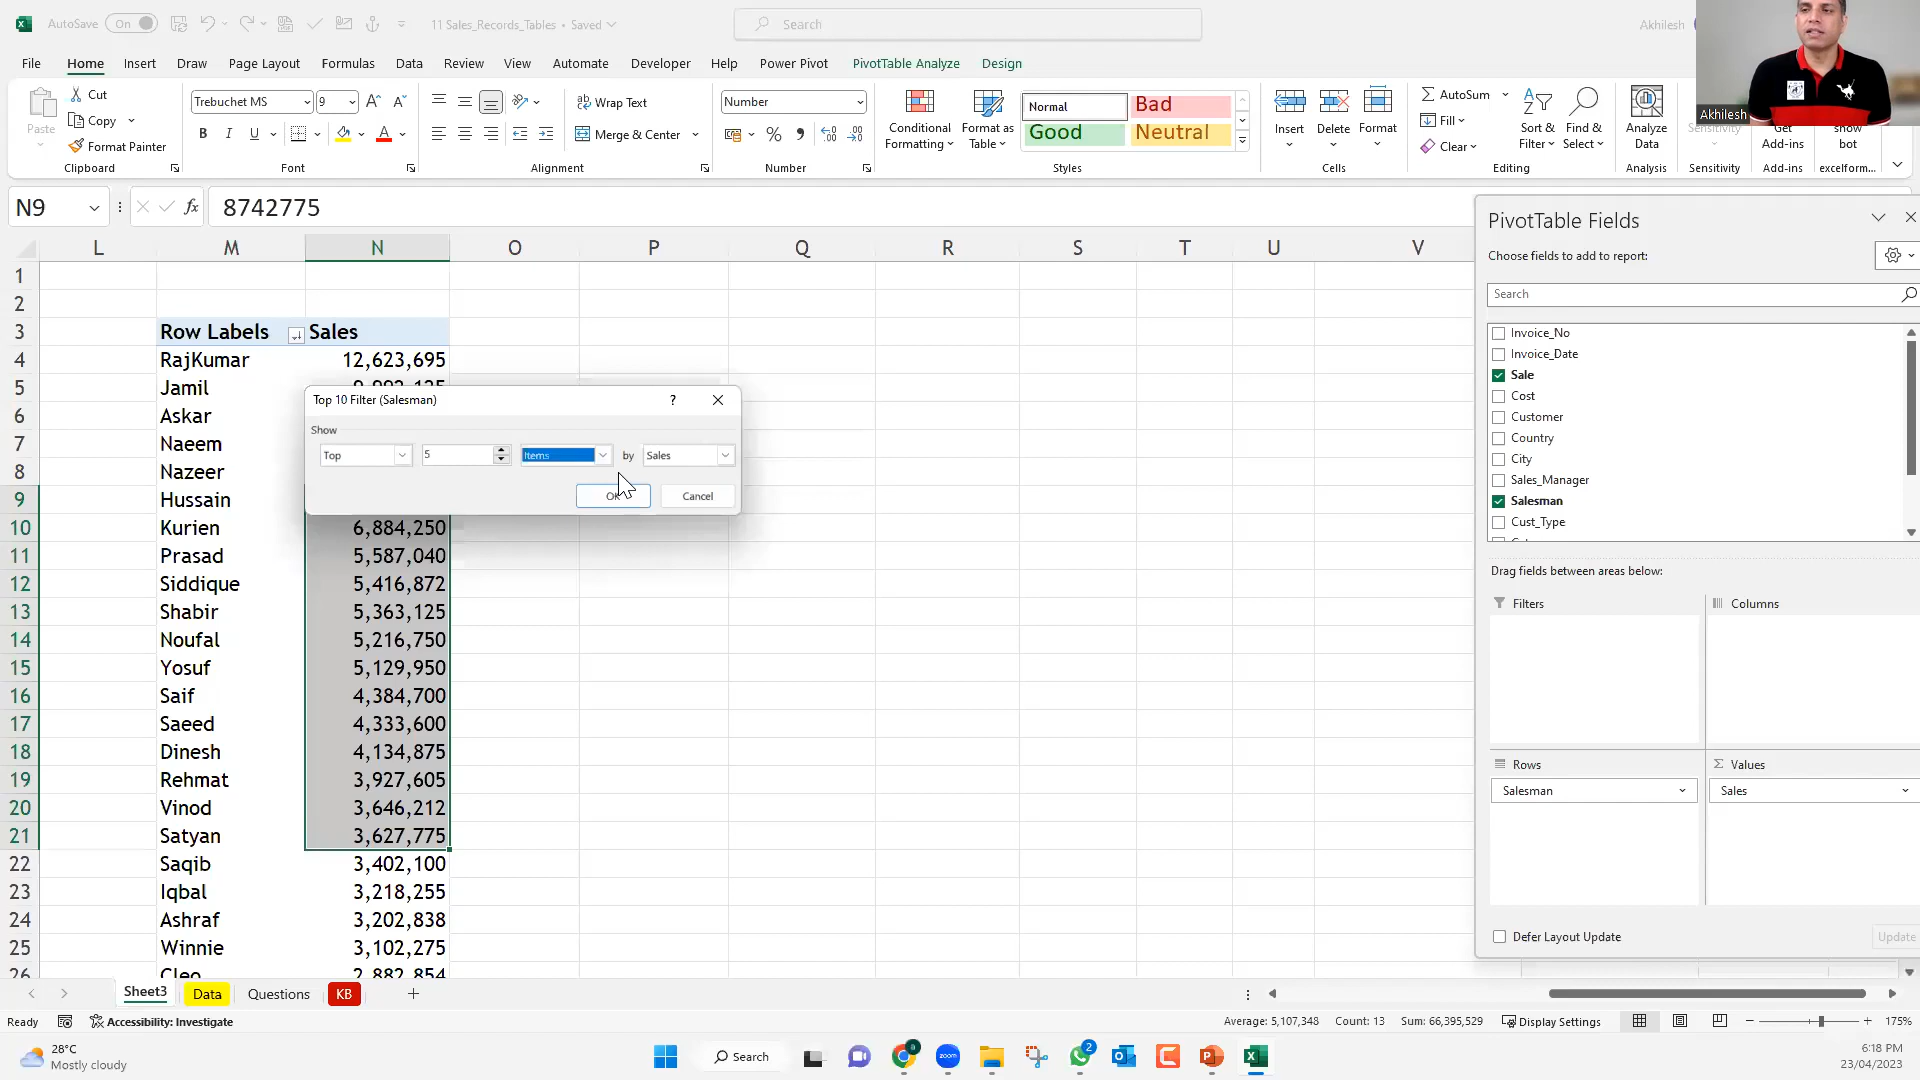 AutoSave On
11 Sales_Records_Tables • Saved
Search
Akhilesh
File Home Insert Draw Page Layout Formulas Data Review View Automate Developer Help Power Pivot PivotTable Analyze Design
Paste
Cut
Copy
Format Painter
Clipboard
Trebuchet MS 9
B I U
Font
Wrap Text
Merge & Center
Alignment
Number
Number
Conditional Formatting
Format as Table
Normal Bad
Good Neutral
Styles
Insert Delete Format
Cells
AutoSum
Fill
Clear
Sort & Filter
Find & Select
Editing
Analyze Data
Analysis
Sensitivity
Sensitivity
Get Add-ins
Add-ins
show bot
excelform...
Akhilesh
N9 fx 8742775
L M N O P Q R S T U V
1
2
3 Row Labels Sales
4 RajKumar 12,623,695
5 Jamil
6 Askar
7 Naeem
8 Nazeer
9 Hussain
10 Kurien 6,884,250
11 Prasad 5,587,040
12 Siddique 5,416,872
13 Shabir 5,363,125
14 Noufal 5,216,750
15 Yosuf 5,129,950
16 Saif 4,384,700
17 Saeed 4,333,600
18 Dinesh 4,134,875
19 Rehmat 3,927,605
20 Vinod 3,646,212
21 Satyan 3,627,775
22 Saqib 3,402,100
23 Iqbal 3,218,255
24 Ashraf 3,202,838
25 Winnie 3,102,275
26 Cleo 2,882,854
Top 10 Filter (Salesman) ?
Show
Top 5 Items by Sales
OK Cancel
PivotTable Fields
Choose fields to add to report:
Search
Invoice_No
Invoice_Date
Sale
Cost
Customer
Country
City
Sales_Manager
Salesman
Cust_Type
Drag fields between areas below:
Filters
Columns
Rows
Values
Salesman
Sales
Defer Layout Update
Update
Sheet3 Data Questions KB
Ready
Accessibility: Investigate
Average: 5,107,348 Count: 13 Sum: 66,395,529
Display Settings
175%
28°C
Mostly cloudy
Search
zoom
2
6:18 PM
23/04/2023